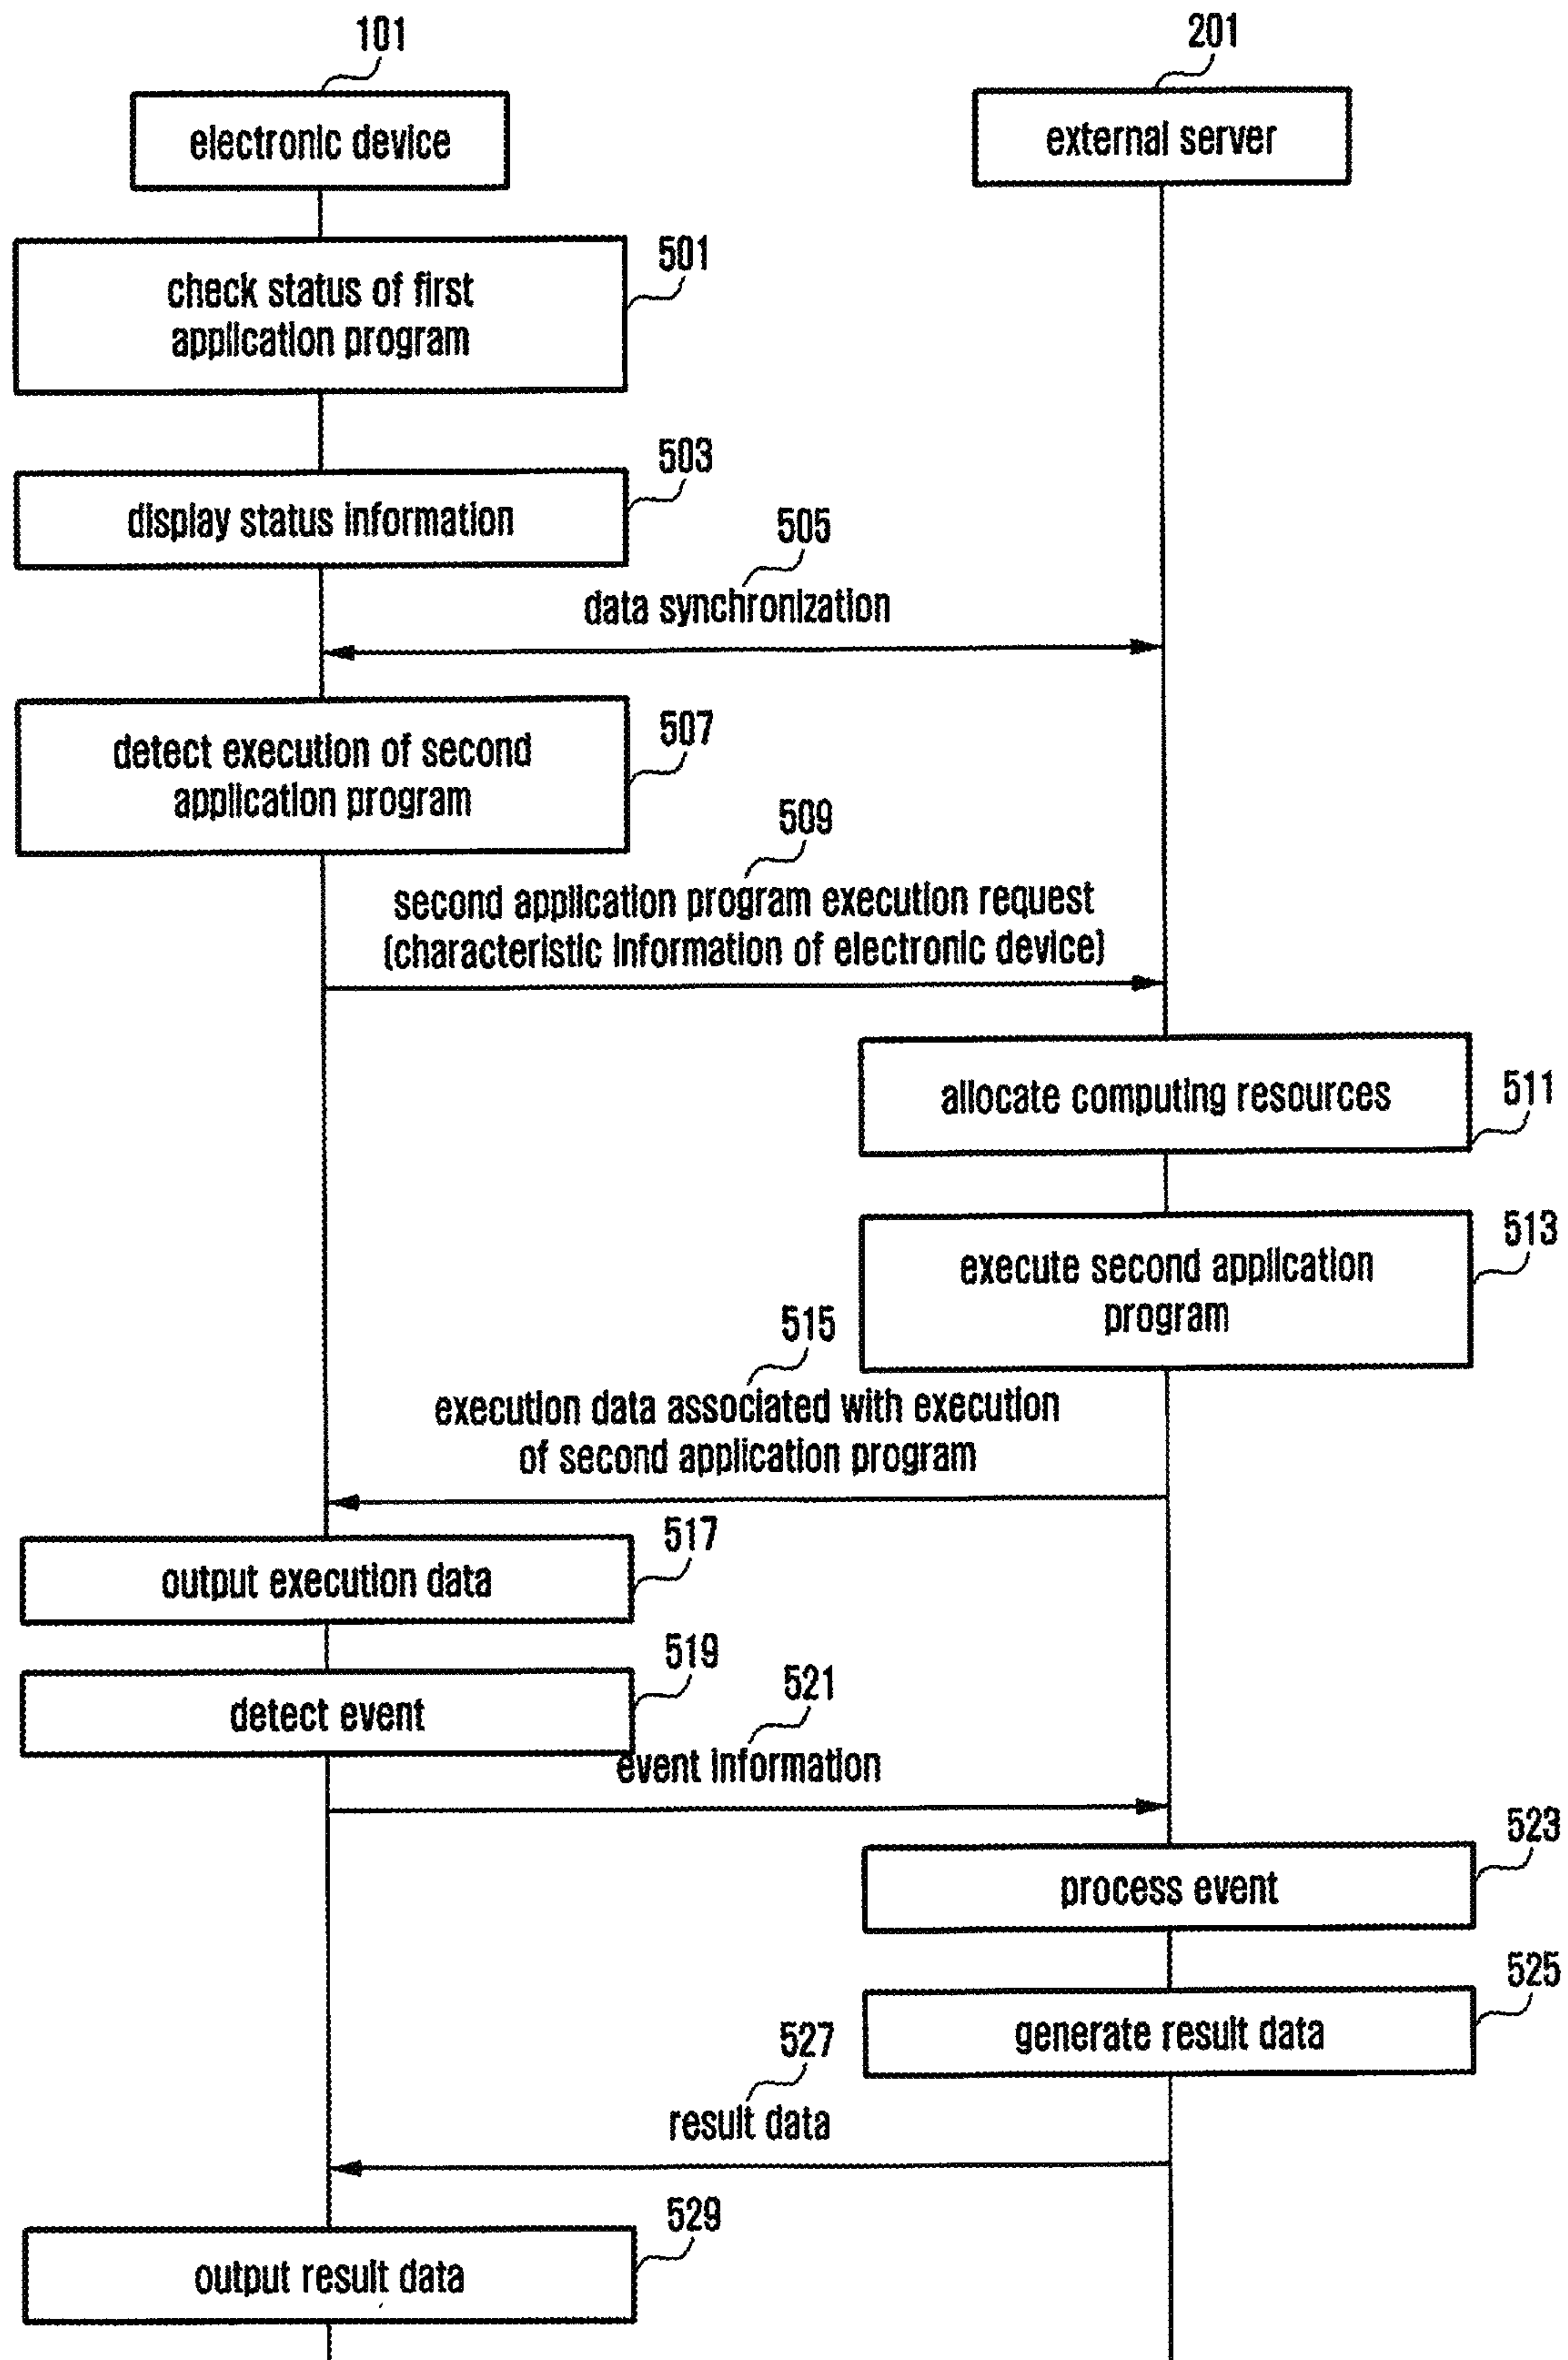 101
201
electronic device
external server
501
check status of first
application program
503
display status information
505
data synchronization
507
detect execution of second
application program
509
second application program execution request
(characteristic information of electronic device)
511
allocate computing resources
513
execute second application
program
515
execution data associated with execution
of second application program
517
output execution data
519
detect event
521
event information
523
process event
525
generate result data
527
result data
529
output result data